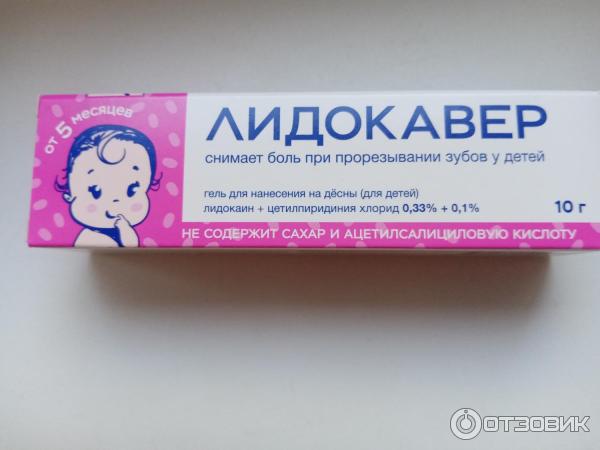 от 5 месяцев
ЛИДОКАВЕР
снимает боль при прорезывании зубов у детей
гель для нанесения на дёсны (для детей)
лидокаин + цетилпиридиния хлорид 0,33% + 0,1%
10 г
НЕ СОДЕРЖИТ САХАР И АЦЕТИЛСАЛИЦИЛОВУЮ КИСЛОТУ
ОТЗОВИК